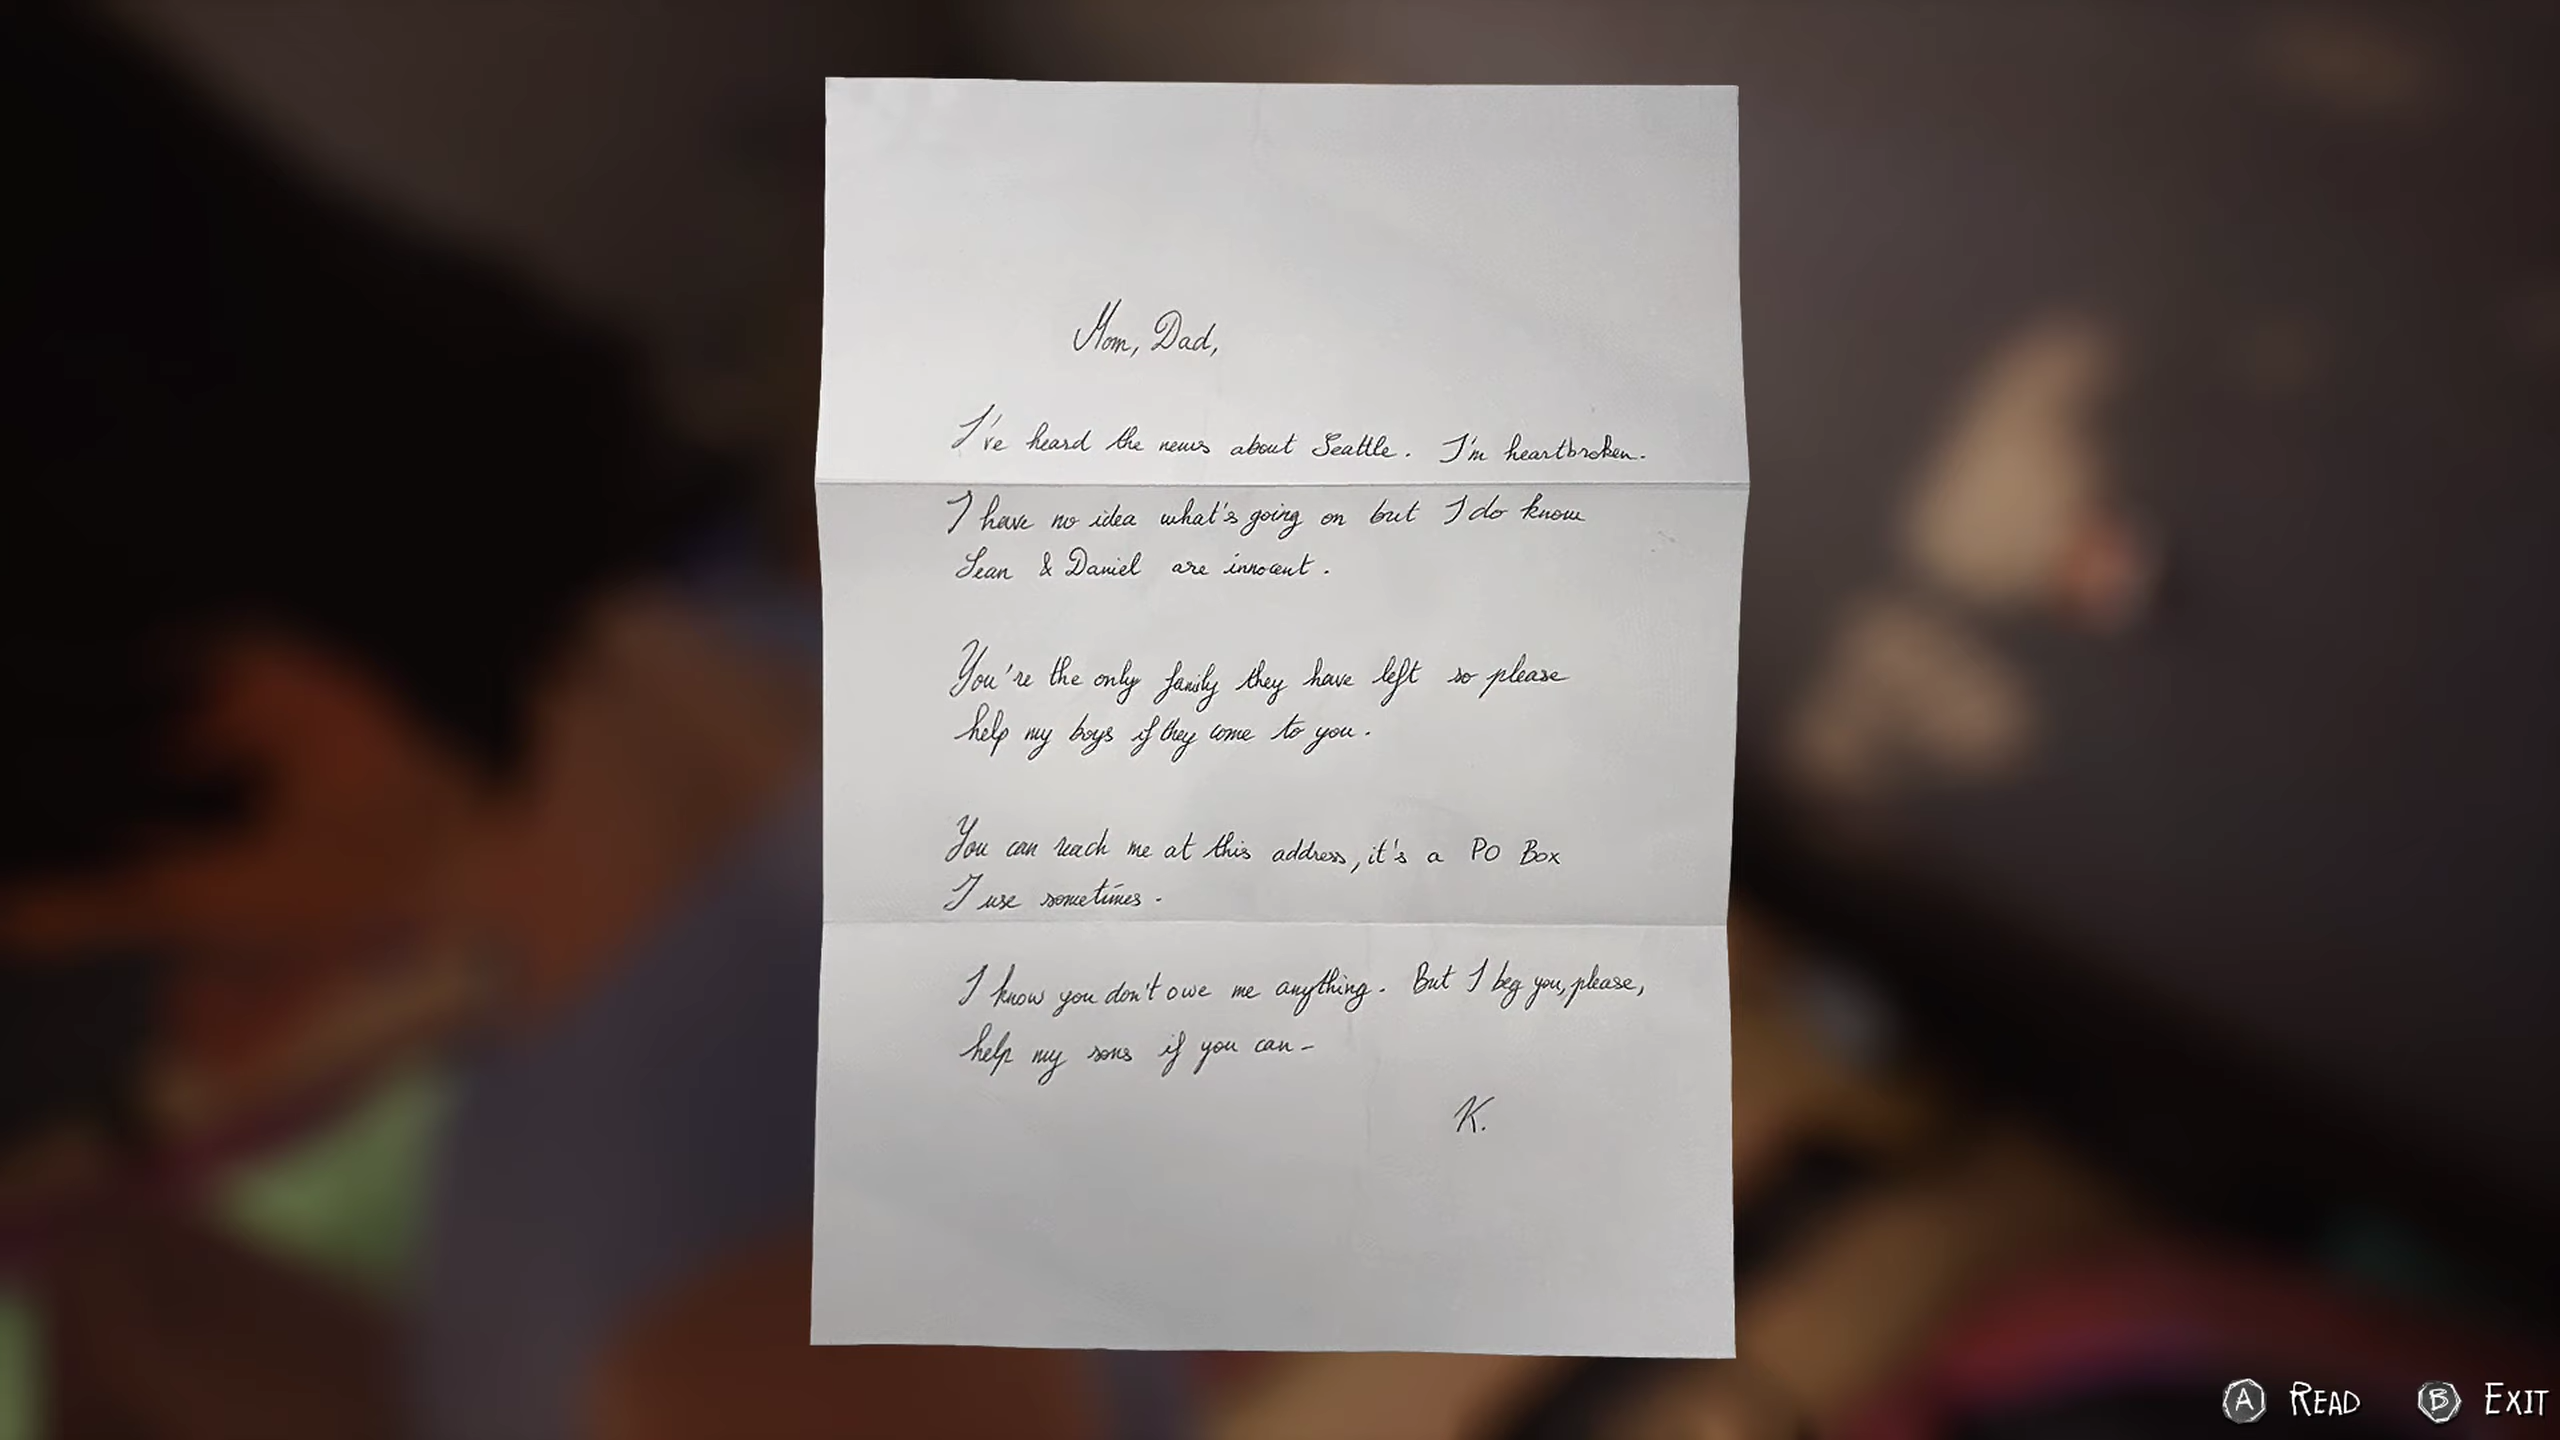 Mom, Dad,
I've heard the news about Seattle. I'm heartbroken.
I have no idea what's going on but I do know
Sean & Daniel are innocent.
You're the only family they have left so please
help my boys if they come to you.
You can reach me at this address, it's a PO Box
I use sometimes.
I know you don't owe me anything. But I beg you, please,
help my sons if you can-
K.
A READ B EXIT